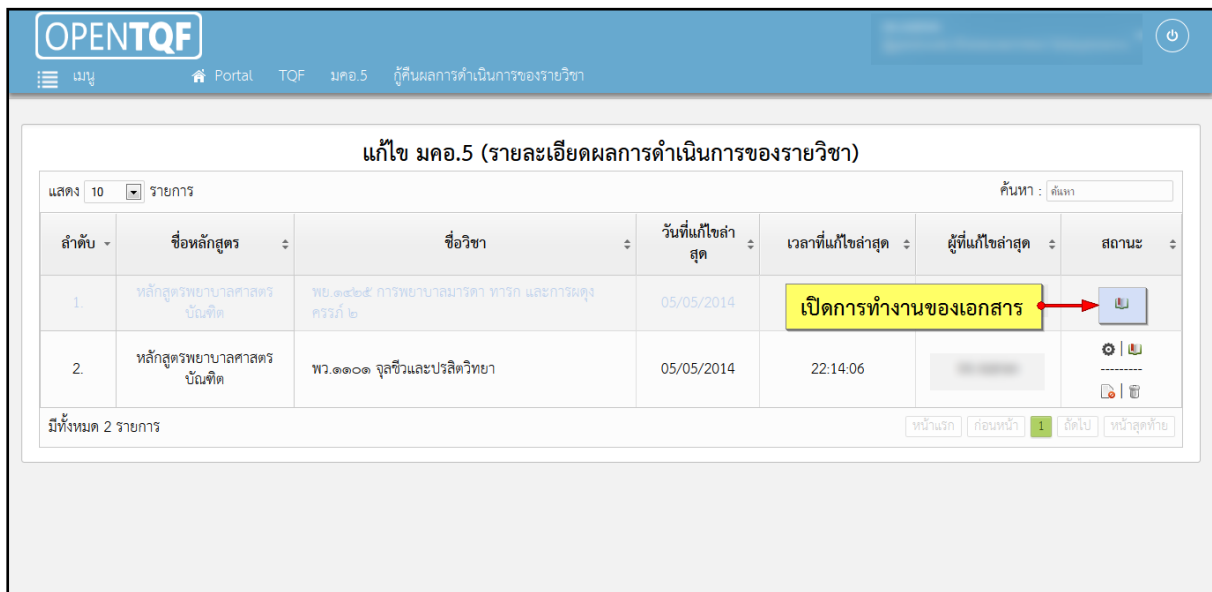 OPENTQF
เมนู Portal TQF มคอ.5 กู้คืนผลการดำเนินการของรายวิชา
แก้ไข มคอ.5 (รายละเอียดผลการดำเนินการของรายวิชา)
แสดง 10 รายการ ค้นหา : ค้นหา
ลำดับ ชื่อหลักสูตร ชื่อวิชา วันที่แก้ไขล่า เวลาที่แก้ไขล่าสุด ผู้ที่แก้ไขล่าสุด สถานะ
สุด
1. หลักสูตรพยาบาลศาสตร พย.๑๔๒๕ การพยาบาลมารดา ทารก และการผดุง 05/05/2014 เปิดการทำงานของเอกสาร
บัณฑิต ครรภ์ ๒
2. หลักสูตรพยาบาลศาสตร พว.๑๑๐๑ จุลชีวและปรสิตวิทยา 05/05/2014 22:14:06
บัณฑิต
---------
มีทั้งหมด 2 รายการ หน้าแรก ก่อนหน้า 1 ถัดไป หน้าสุดท้าย